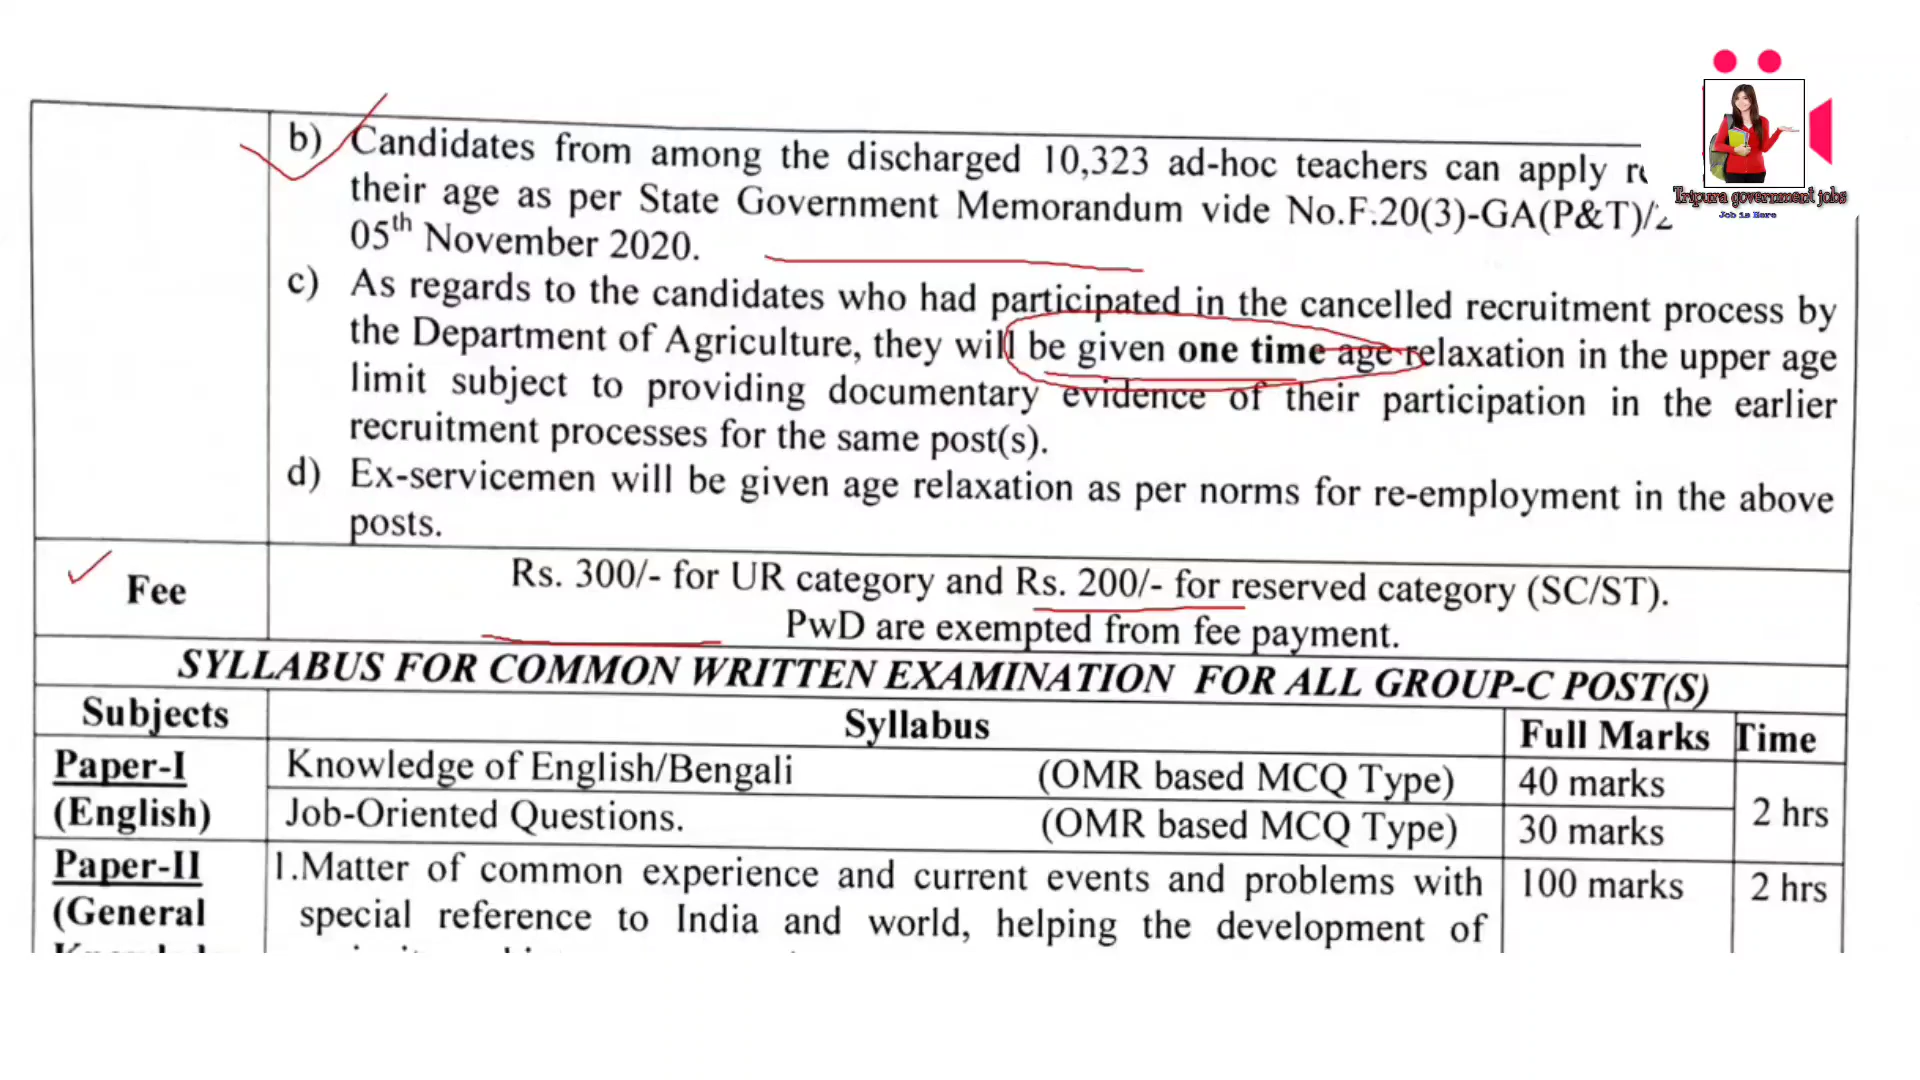 b) Candidates from among the discharged 10,323 ad-hoc teachers can apply
their age as per State Government Memorandum vide No.F.20(3)-GA(P&T)/2
05th November 2020.
c) As regards to the candidates who had participated in the cancelled recruitment process by
the Department of Agriculture, they will be given one time age relaxation in the upper age
limit subject to providing documentary evidence of their participation in the earlier
recruitment processes for the same post(s).
d) Ex-servicemen will be given age relaxation as per norms for re-employment in the above
posts.
Fee
Rs. 300/- for UR category and Rs. 200/- for reserved category (SC/ST).
PwD are exempted from fee payment.
SYLLABUS FOR COMMON WRITTEN EXAMINATION FOR ALL GROUP-C POST(S)
Subjects Syllabus Full Marks Time
Paper-I Knowledge of English/Bengali (OMR based MCQ Type) 40 marks
(English) Job-Oriented Questions. (OMR based MCQ Type) 30 marks 2 hrs
Paper-II 1.Matter of common experience and current events and problems with 100 marks 2 hrs
(General special reference to India and world, helping the development of
Tripura government jobs
Job is Here